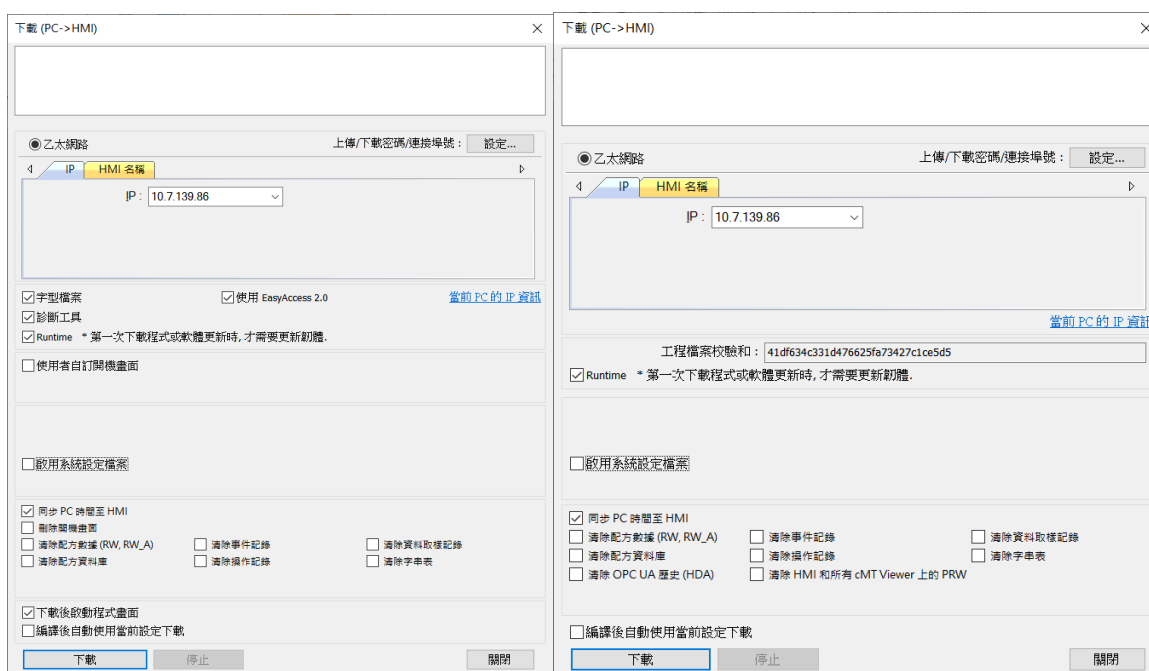 下載 (PC->HMI)
乙太網路
上傳/下載密碼/連接埠號：
設定...
IP
HMI 名稱
IP : 10.7.139.86
字型檔案
使用 EasyAccess 2.0
當前 PC 的 IP 資訊
診斷工具
Runtime * 第一次下載程式或軟體更新時, 才需要更新韌體.
使用者自訂開機畫面
啟用系統設定檔案
同步 PC 時間至 HMI
刪除開機畫面
清除配方數據 (RW, RW_A)
清除事件記錄
清除資料取樣記錄
清除配方資料庫
清除操作記錄
清除字串表
下載後啟動程式畫面
編譯後自動使用當前設定下載
下載
停止
關閉
下載 (PC->HMI)
乙太網路
上傳/下載密碼/連接埠號：
設定...
IP
HMI 名稱
IP : 10.7.139.86
當前 PC 的 IP 資訊
工程檔案校驗和： 41df634c331d476625fa73427c1ce5d5
Runtime * 第一次下載程式或軟體更新時, 才需要更新韌體.
啟用系統設定檔案
同步 PC 時間至 HMI
清除配方數據 (RW, RW_A)
清除事件記錄
清除資料取樣記錄
清除配方資料庫
清除操作記錄
清除字串表
清除 OPC UA 歷史 (HDA)
清除 HMI 和所有 cMT Viewer 上的 PRW
編譯後自動使用當前設定下載
下載
停止
關閉